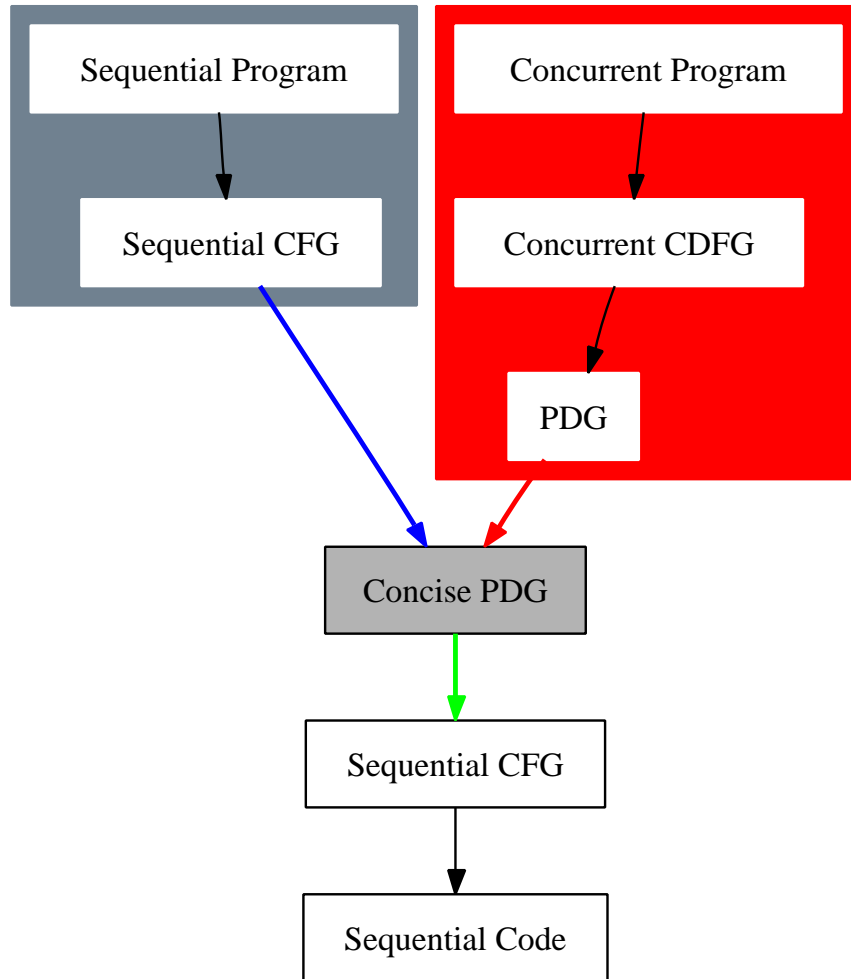 Sequential Program
Concurrent Program
Sequential CFG
Concurrent CDFG
PDG
Concise PDG
Sequential CFG
Sequential Code